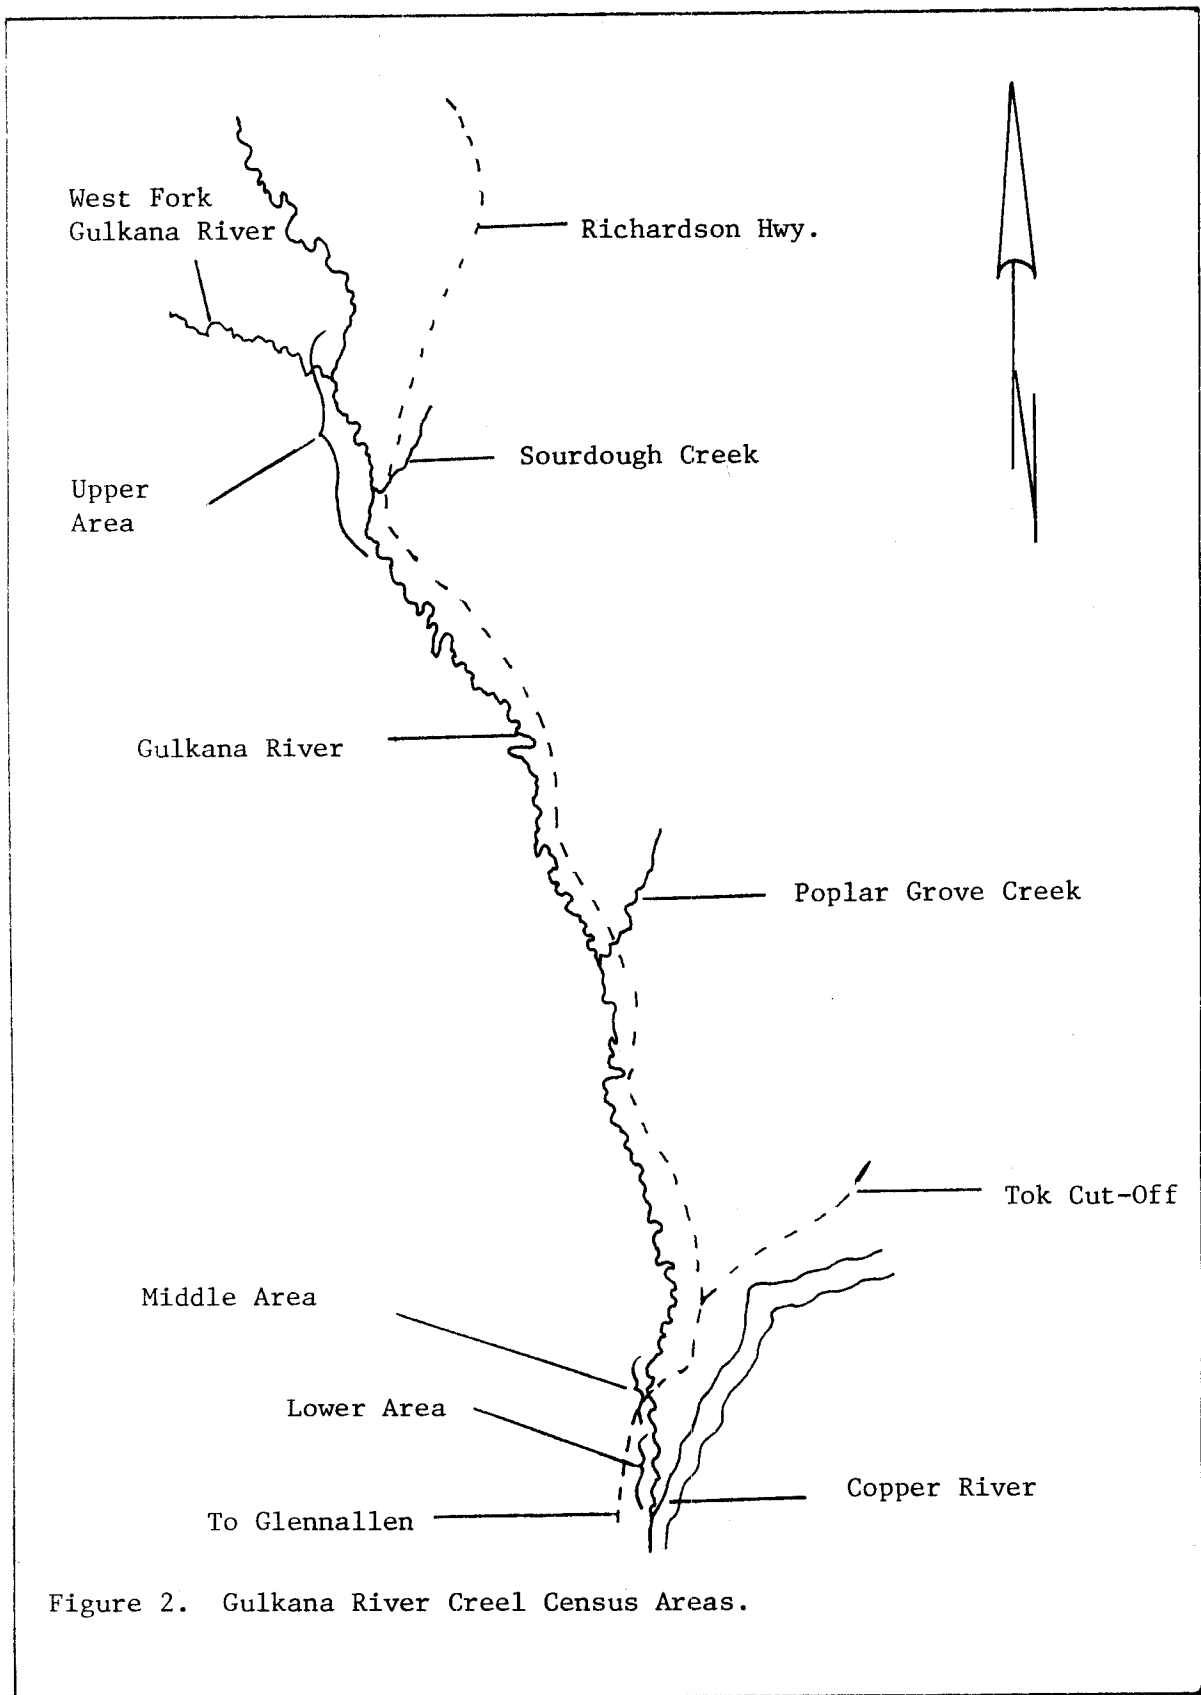 West Fork
Gulkana River
Richardson Hwy.
Sourdough Creek
Upper
Area
Gulkana River
Poplar Grove Creek
Tok Cut-Off
Middle Area
Lower Area
Copper River
To Glennallen
Figure 2. Gulkana River Creel Census Areas.